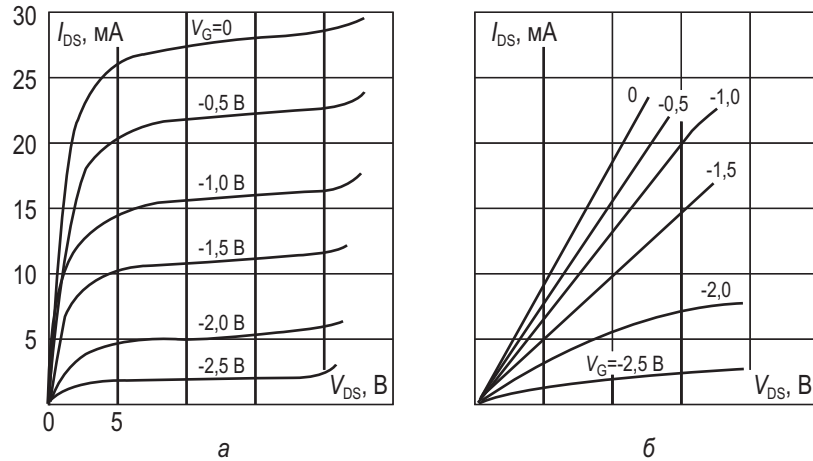 30
25
20
15
10
5
0
5
I_DS, мА
V_G=0
-0,5 В
-1,0 В
-1,5 В
-2,0 В
-2,5 В
V_DS, В
а
I_DS, мА
0
-0,5
-1,0
-1,5
-2,0
V_G=-2,5 В
V_DS, В
б